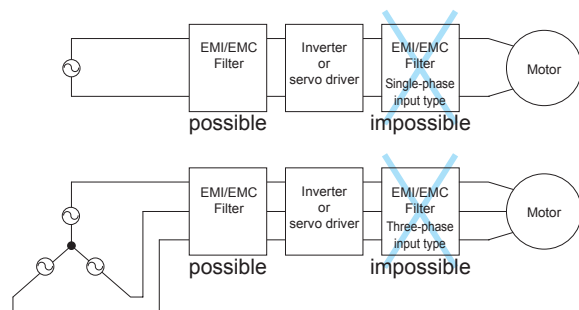 EMI/EMC
Filter
Inverter
or
servo driver
EMI/EMC
Filter
Single-phase
input type
Motor
possible
impossible
EMI/EMC
Filter
Inverter
or
servo driver
EMI/EMC
Filter
Three-phase
input type
Motor
possible
impossible